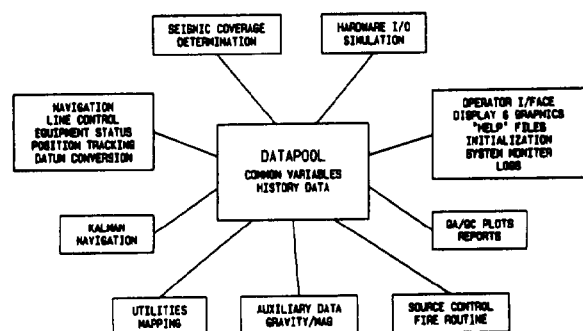 SEISMIC COVERAGE
DETERMINATION
HARDWARE I/O
SIMULATION
NAVIGATION
LINE CONTROL
EQUIPMENT STATUS
POSITION TRACKING
DATUM CONVERSION
OPERATOR I/FACE
DISPLAY & GRAPHICS
"HELP" FILES
INITIALIZATION
SYSTEM MONITER
LOGS
DATAPOOL
COMMON VARIABLES
HISTORY DATA
KALMAN
NAVIGATION
QA/QC PLOTS
REPORTS
UTILITIES
MAPPING
AUXILIARY DATA
GRAVITY/MAG
SOURCE CONTROL
FIRE ROUTINE